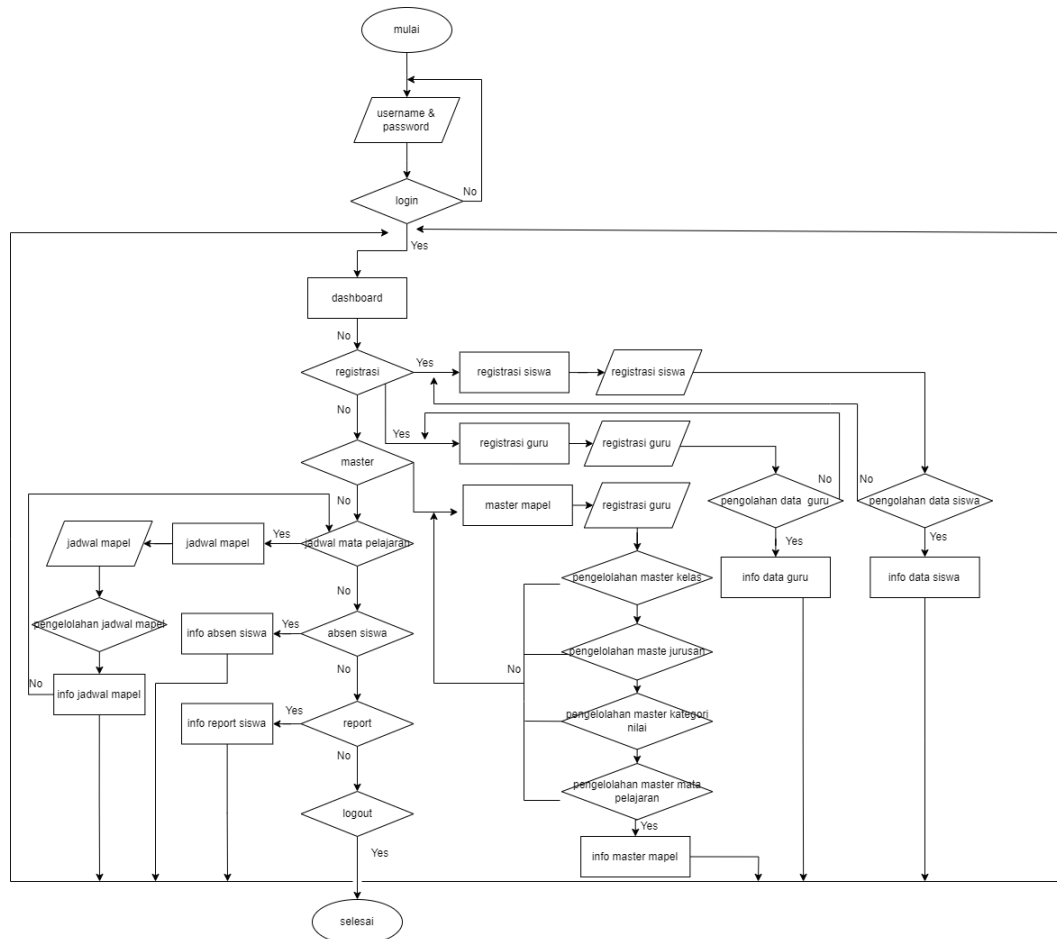 mulai
username &
password
login
No
Yes
dashboard
No
registrasi
Yes
registrasi siswa
registrasi siswa
No
Yes
registrasi guru
registrasi guru
master
No
master mapel
registrasi guru
No
pengolahan data guru
No
pengolahan data siswa
jadwal mapel
jadwal mapel
Yes
jadwal mata pelajaran
Yes
Yes
No
pengelolahan master kelas
info data guru
info data siswa
pengelolahan jadwal mapel
info absen siswa
Yes
absen siswa
pengelolahan maste jurusan
No
No
No
info jadwal mapel
info report siswa
Yes
report
pengelolahan master kategori
nilai
No
pengelolahan master mata
pelajaran
logout
Yes
info master mapel
Yes
selesai